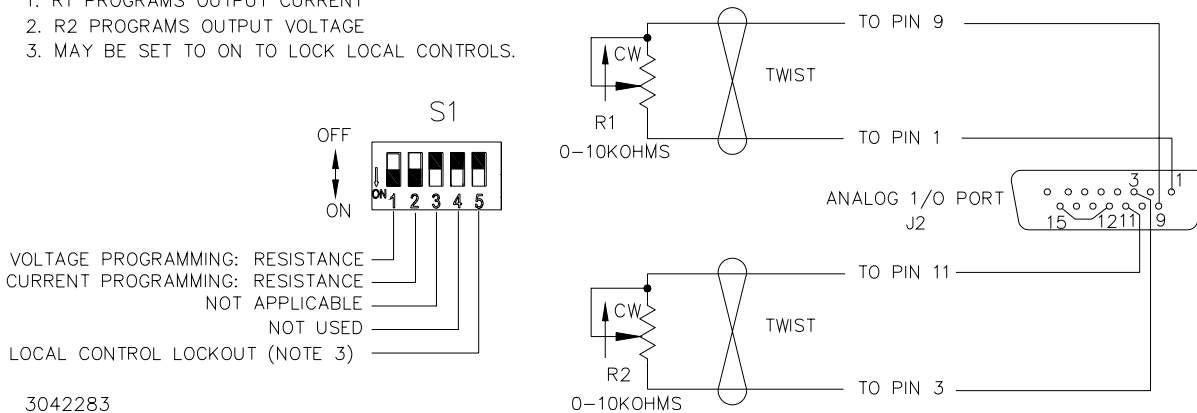 1. R1 PROGRAMS OUTPUT CURRENT
2. R2 PROGRAMS OUTPUT VOLTAGE
3. MAY BE SET TO ON TO LOCK LOCAL CONTROLS.
S1
OFF
ON
ON
1 2 3 4 5
VOLTAGE PROGRAMMING: RESISTANCE
CURRENT PROGRAMMING: RESISTANCE
NOT APPLICABLE
NOT USED
LOCAL CONTROL LOCKOUT (NOTE 3)
3042283
TO PIN 9
CW
TWIST
R1
0-10KOHMS
TO PIN 1
ANALOG 1/O PORT
J2
3 1
15 12 11 9
TO PIN 11
CW
TWIST
R2
0-10KOHMS
TO PIN 3